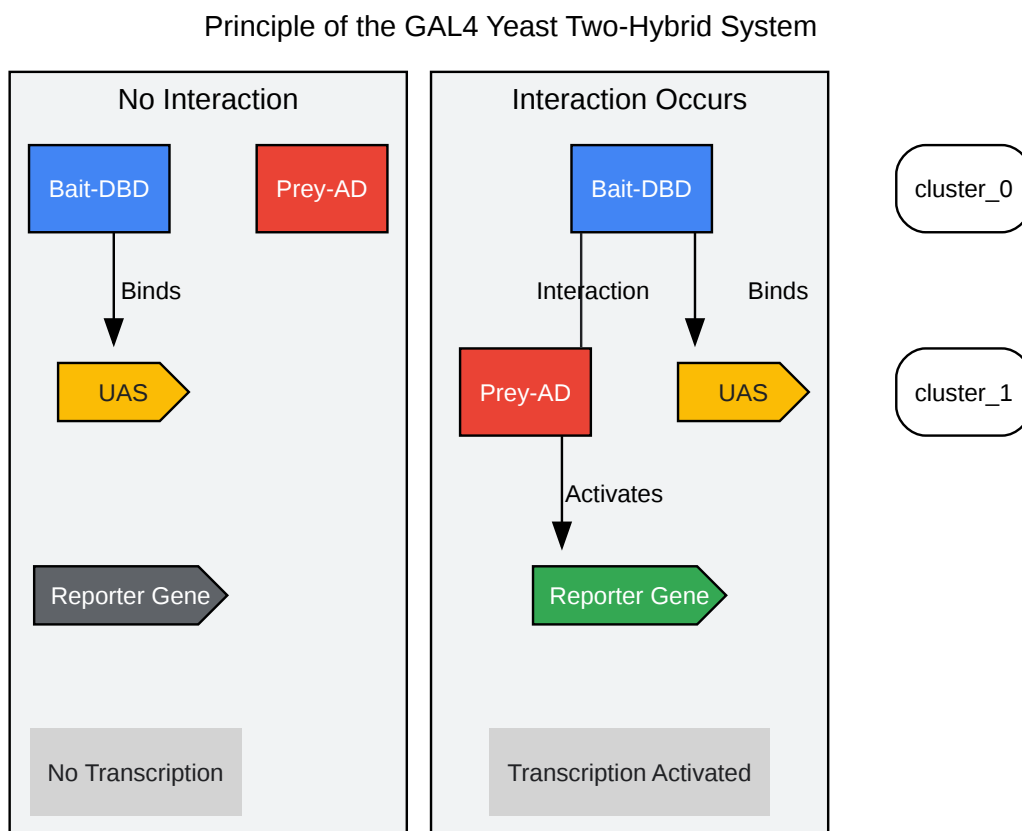 Principle of the GAL4 Yeast Two-Hybrid System
No Interaction
Bait-DBD
Prey-AD
Binds
UAS
Reporter Gene
No Transcription
Interaction Occurs
Bait-DBD
Interaction
Binds
Prey-AD
UAS
Activates
Reporter Gene
Transcription Activated
cluster_0
cluster_1